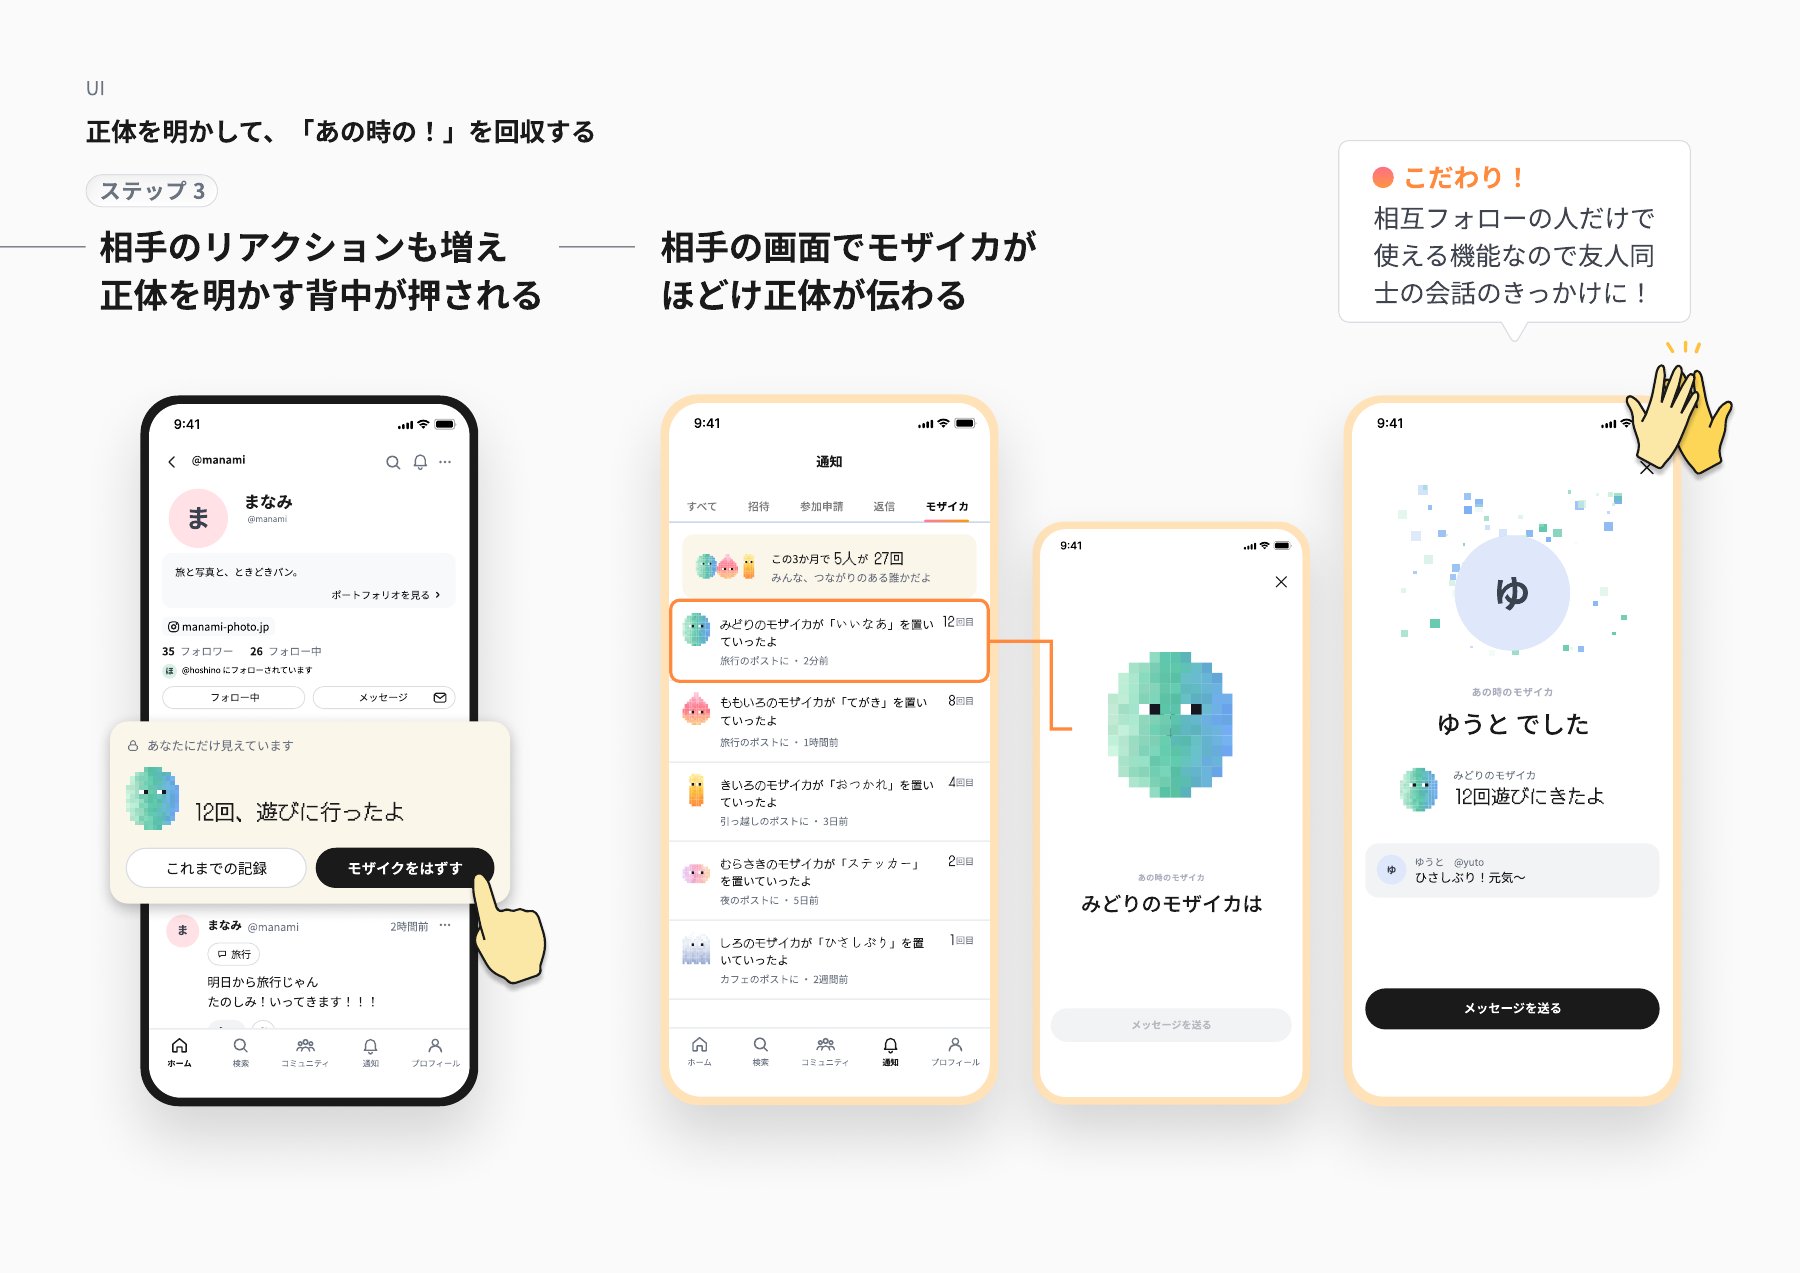 UI
正体を明かして、「あの時の！」を回収する
ステップ 3
相手のリアクションも増え
正体を明かす背中が押される
相手の画面でモザイカが
ほどけ正体が伝わる
こだわり！
相互フォローの人だけで
使える機能なので友人同
士の会話のきっかけに！
9:41
@manami
ま
まなみ
@manami
旅と写真と、ときどきパン。
ポートフォリオを見る
manami-photo.jp
35 フォロワー 26 フォロー中
ほ @hoshino にフォローされています
フォロー中
メッセージ
あなたにだけ見えています
12回、遊びに行ったよ
これまでの記録
モザイクをはずす
ま
まなみ @manami
2時間前
旅行
明日から旅行じゃん
たのしみ！いってきます！！！
ホーム
検索
コミュニティ
通知
プロフィール
9:41
通知
すべて
招待
参加申請
返信
モザイカ
この3か月で 5人が 27回
みんな、つながりのある誰かだよ
みどりのモザイカが「いいなあ」を置い
ていったよ
12回目
旅行のポストに ・ 2分前
ももいろのモザイカが「てがき」を置い
ていったよ
8回目
旅行のポストに ・ 1時間前
きいろのモザイカが「おつかれ」を置い
ていったよ
4回目
引っ越しのポストに ・ 3日前
むらさきのモザイカが「ステッカー」
を置いていったよ
2回目
夜のポストに ・ 5日前
しろのモザイカが「ひさしぶり」を置
いていったよ
1回目
カフェのポストに ・ 2週間前
ホーム
検索
コミュニティ
通知
プロフィール
9:41
あの時のモザイカ
みどりのモザイカは
メッセージを送る
9:41
ゆ
あの時のモザイカ
ゆうと でした
みどりのモザイカ
12回遊びにきたよ
ゆ
ゆうと @yuto
ひさしぶり！元気〜
メッセージを送る